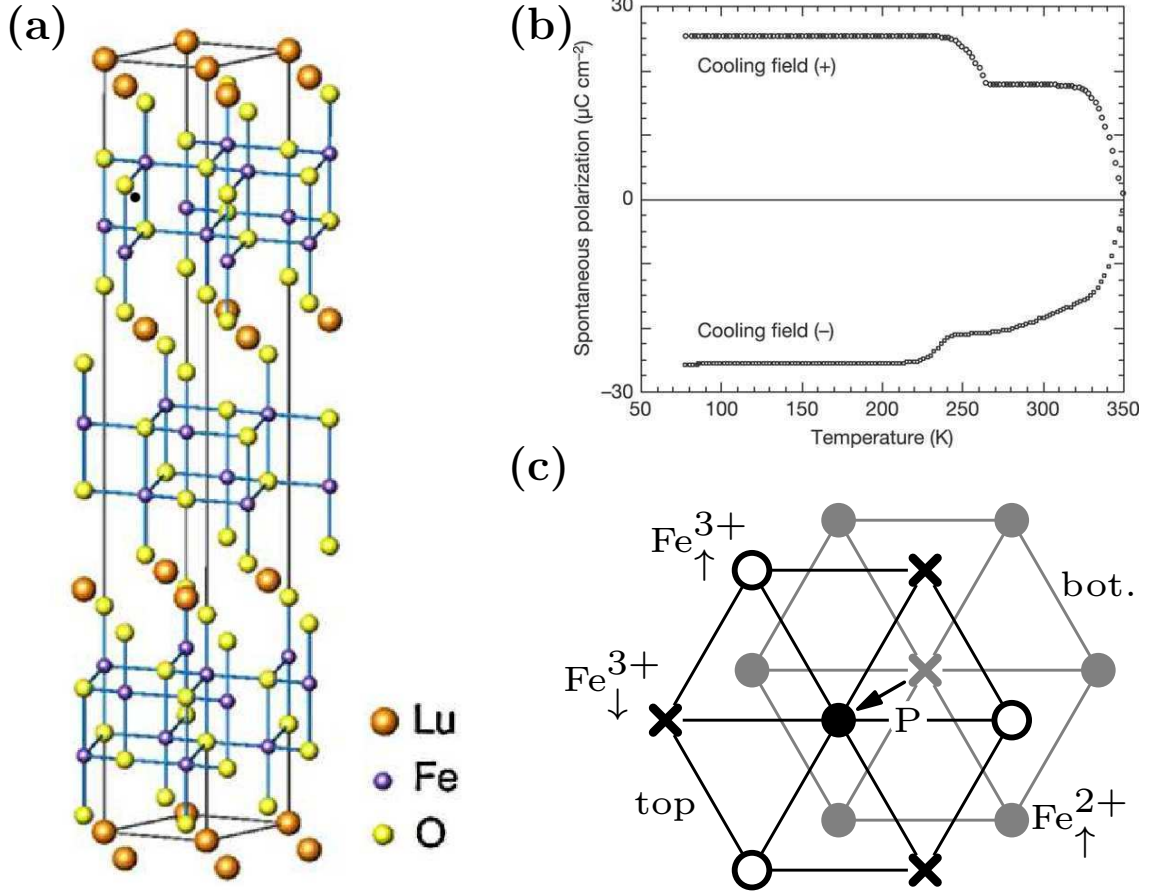 (a)
Lu
Fe
O
(b)
Spontaneous polarization (µC cm⁻²)
30
0
–30
Cooling field (+)
Cooling field (–)
50 100 150 200 250 300 350
Temperature (K)
(c)
Fe³⁺↑
bot.
Fe³⁺↓
P
top
Fe²⁺↑